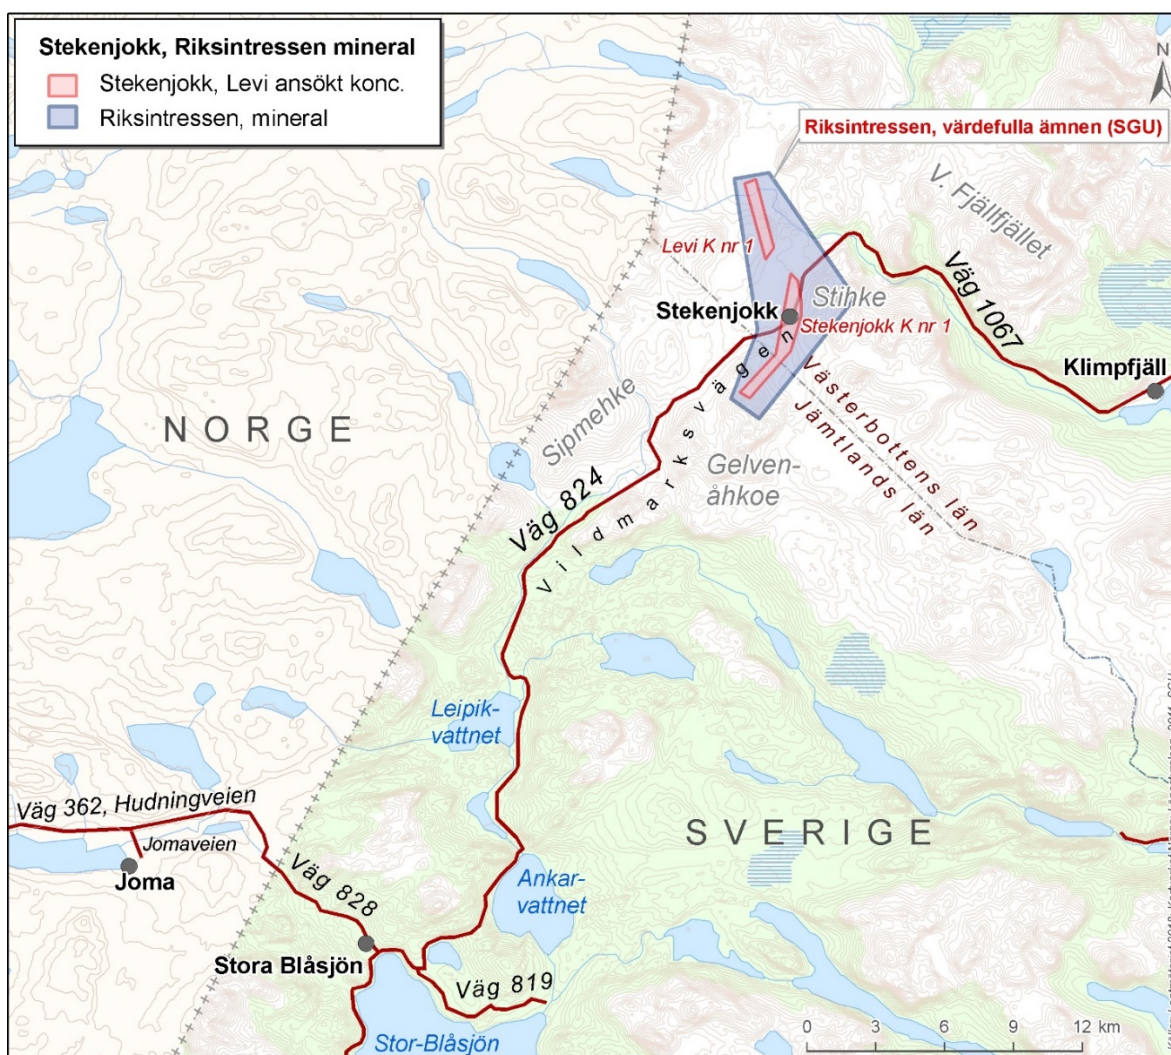 Stekenjokk, Riksintressen mineral
Stekenjokk, Levi ansökt konc.
Riksintressen, mineral
N
Riksintressen, värdefulla ämnen (SGU)
V. Fjällfjället
Levi K nr 1
Väg 1067
Stihke
Stekenjokk
Stekenjokk K nr 1
Klimpfjäll
Västerbottens län
Jämtlands län
NORGE
Sipmehke
Vildmarksvägen
Gelven-
åhkoe
Väg 824
Leipik-
vattnet
Väg 362, Hudningveien
Jomaveien
SVERIGE
Joma
Väg 828
Ankar-
vattnet
Stora Blåsjön
Väg 819
Stor-Blåsjön
0 3 6 9 12 km